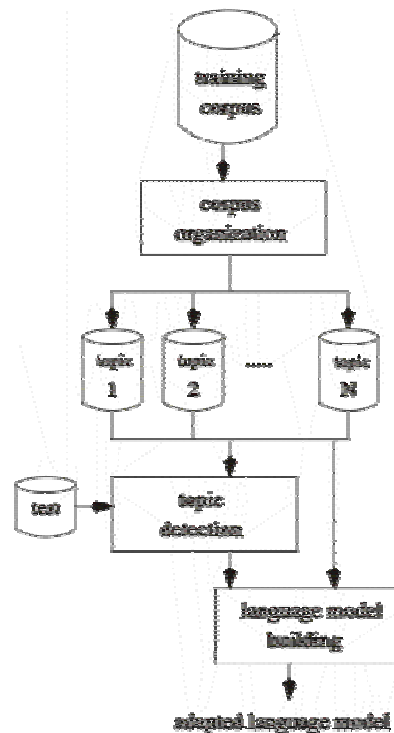 training
corpus
corpus
organization
topic
1
topic
2
.....
topic
N
text
topic
detection
language model
building
adapted language model